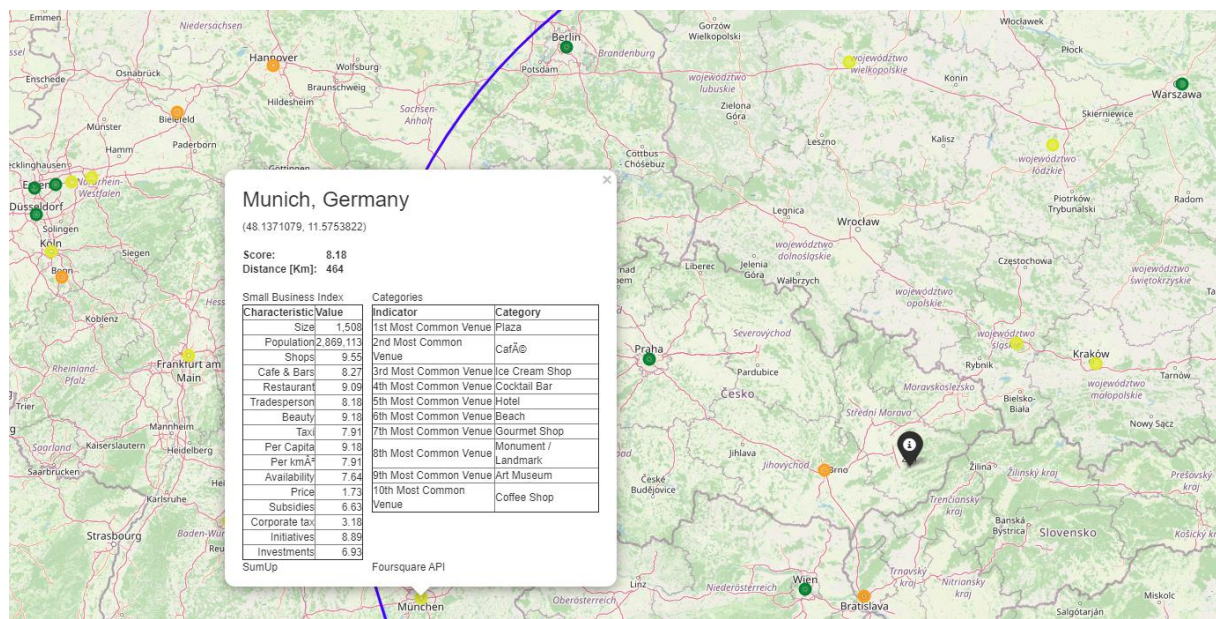 Emmen
Niedersachsen
Berlin
Gorzów
Wielkopolski
Włocławek
Hannover
Wolfsburg
Potsdam
Brandenburg
województwo
wielkopolskie
Płock
Enschede
Osnabrück
Braunschweig
województwo
lubuskie
Konin
Warszawa
Hildesheim
Sachsen-
Anhalt
Zielona
Góra
Skierniewice
Münster
Bielefeld
Hamm
Paderborn
Cottbus
- Chóśebuz
Leszno
Kalisz
województwo
łódzkie
ecklinghausen
Göttingen
Essen
Nordrhein-
Westfalen
Düsseldorf
Solingen
Legnica
Wrocław
Piotrków
Trybunalski
Radom
Köln
Siegen
Bonn
województwo
dolnośląskie
Liberec
Jelenia
Góra
Wałbrzych
Częstochowa
województwo
świętokrzyskie
Hess
Koblenz
województwo
opolskie
Rheinland-
Pfalz
Frankfurt am
Main
Severovýchod
województwo
śląskie
Kraków
Praha
Pardubice
Rybnik
Tarnów
Trier
Česko
Moravskoslezsko
województwo
małopolskie
Bielsko-
Biała
Mannheim
Střední Morava
Nowy Sącz
Saarland
Kaiserslautern
Heidelberg
Jihlava
Jihovýchod
Brno
Žilina
Žilinský kraj
Prešovský
kraj
Saarbrücken
České
Budějovice
Trenčiansky
kraj
Karlsruhe
Banská
Bystrica
Slovensko
Košický kr
Strasbourg
Baden-Wür
Reu
Trnavský
kraj
Nitriansky
kraj
Linz
Niederösterreich
Wien
Miskolc
München
Oberösterreich
Bratislava
Salgótarján
×
Munich, Germany
(48.1371079, 11.5753822)
Score: 8.18
Distance [Km]: 464
Small Business Index
Characteristic Value
Size 1,508
Population 2,869,113
Shops 9.55
Cafe & Bars 8.27
Restaurant 9.09
Tradesperson 8.18
Beauty 9.18
Taxi 7.91
Per Capita 9.18
Per kmÂ² 7.91
Availability 7.64
Price 1.73
Subsidies 6.63
Corporate tax 3.18
Initiatives 8.89
Investments 6.93
SumUp
Categories
Indicator Category
1st Most Common Venue Plaza
2nd Most Common
Venue CafÃ©
3rd Most Common Venue Ice Cream Shop
4th Most Common Venue Cocktail Bar
5th Most Common Venue Hotel
6th Most Common Venue Beach
7th Most Common Venue Gourmet Shop
8th Most Common Venue Monument /
Landmark
9th Most Common Venue Art Museum
10th Most Common
Venue Coffee Shop
Foursquare API